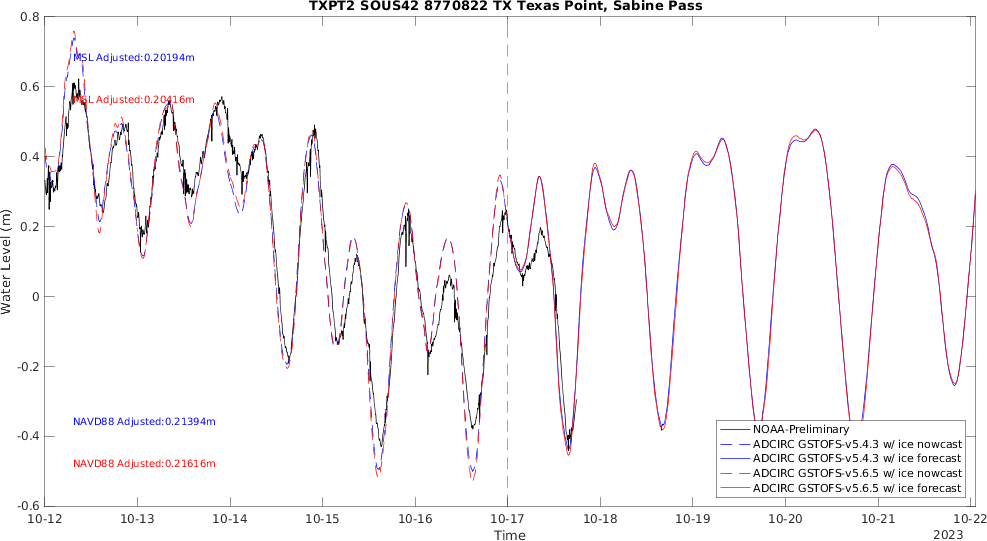 TXPT2 SOUS42 8770822 TX Texas Point, Sabine Pass
0.8
0.6
0.4
0.2
0
-0.2
-0.4
-0.6
Water Level (m)
MSL Adjusted:0.20194m
MSL Adjusted:0.20416m
NAVD88 Adjusted:0.21394m
NAVD88 Adjusted:0.21616m
NOAA-Preliminary
ADCIRC GSTOFS-v5.4.3 w/ ice nowcast
ADCIRC GSTOFS-v5.4.3 w/ ice forecast
ADCIRC GSTOFS-v5.6.5 w/ ice nowcast
ADCIRC GSTOFS-v5.6.5 w/ ice forecast
10-12 10-13 10-14 10-15 10-16 10-17 10-18 10-19 10-20 10-21 10-22
Time
2023